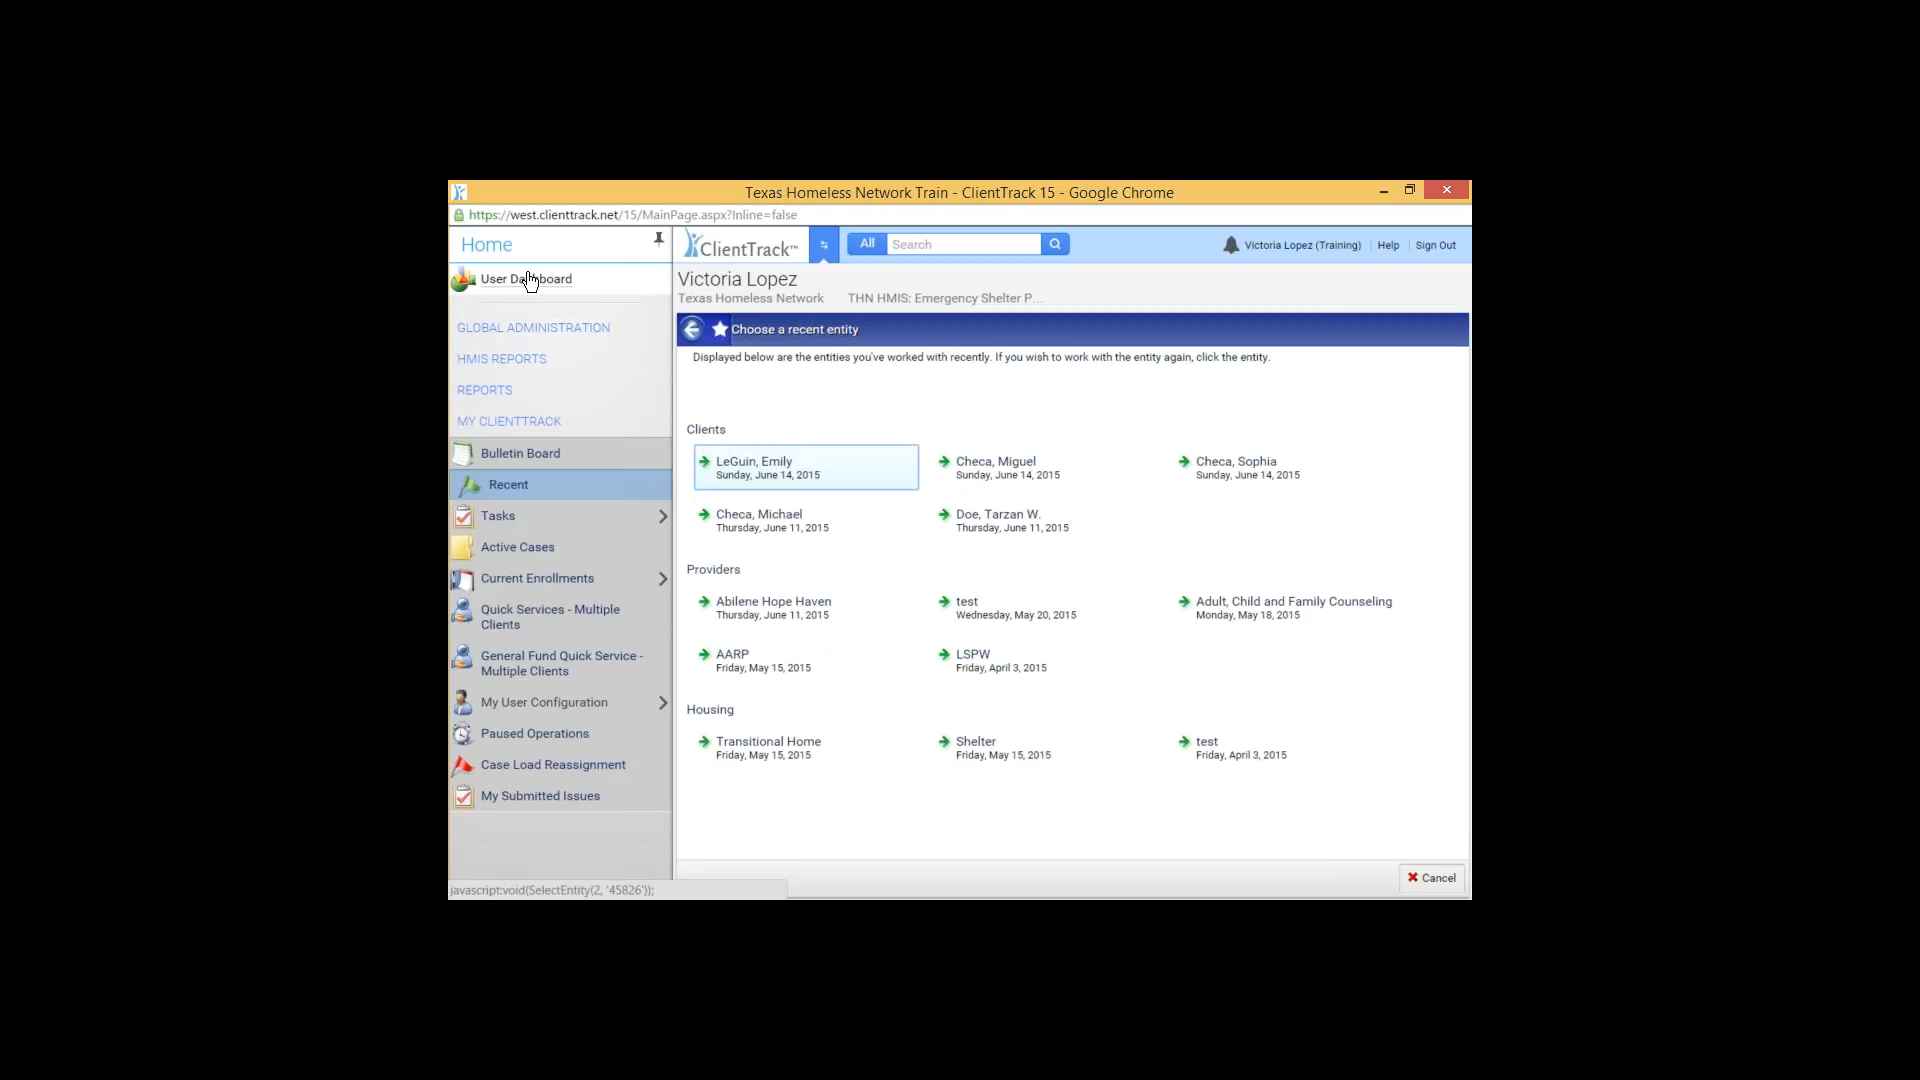 Texas Homeless Network Train - ClientTrack 15 - Google Chrome
https://west.clienttrack.net/15/MainPage.aspx?Inline=false
Home
ClientTrack™
All
Search
Victoria Lopez (Training)
Help
Sign Out
User Dashboard
GLOBAL ADMINISTRATION
HMIS REPORTS
REPORTS
MY CLIENTTRACK
Bulletin Board
Recent
Tasks
Active Cases
Current Enrollments
Quick Services - Multiple
Clients
General Fund Quick Service -
Multiple Clients
My User Configuration
Paused Operations
Case Load Reassignment
My Submitted Issues
Victoria Lopez
Texas Homeless Network THN HMIS: Emergency Shelter P...
Choose a recent entity
Displayed below are the entities you've worked with recently. If you wish to work with the entity again, click the entity.
Clients
LeGuin, Emily
Sunday, June 14, 2015
Checa, Miguel
Sunday, June 14, 2015
Checa, Sophia
Sunday, June 14, 2015
Checa, Michael
Thursday, June 11, 2015
Doe, Tarzan W.
Thursday, June 11, 2015
Providers
Abilene Hope Haven
Thursday, June 11, 2015
test
Wednesday, May 20, 2015
Adult, Child and Family Counseling
Monday, May 18, 2015
AARP
Friday, May 15, 2015
LSPW
Friday, April 3, 2015
Housing
Transitional Home
Friday, May 15, 2015
Shelter
Friday, May 15, 2015
test
Friday, April 3, 2015
Cancel
javascript:void(SelectEntity(2, '45826'));